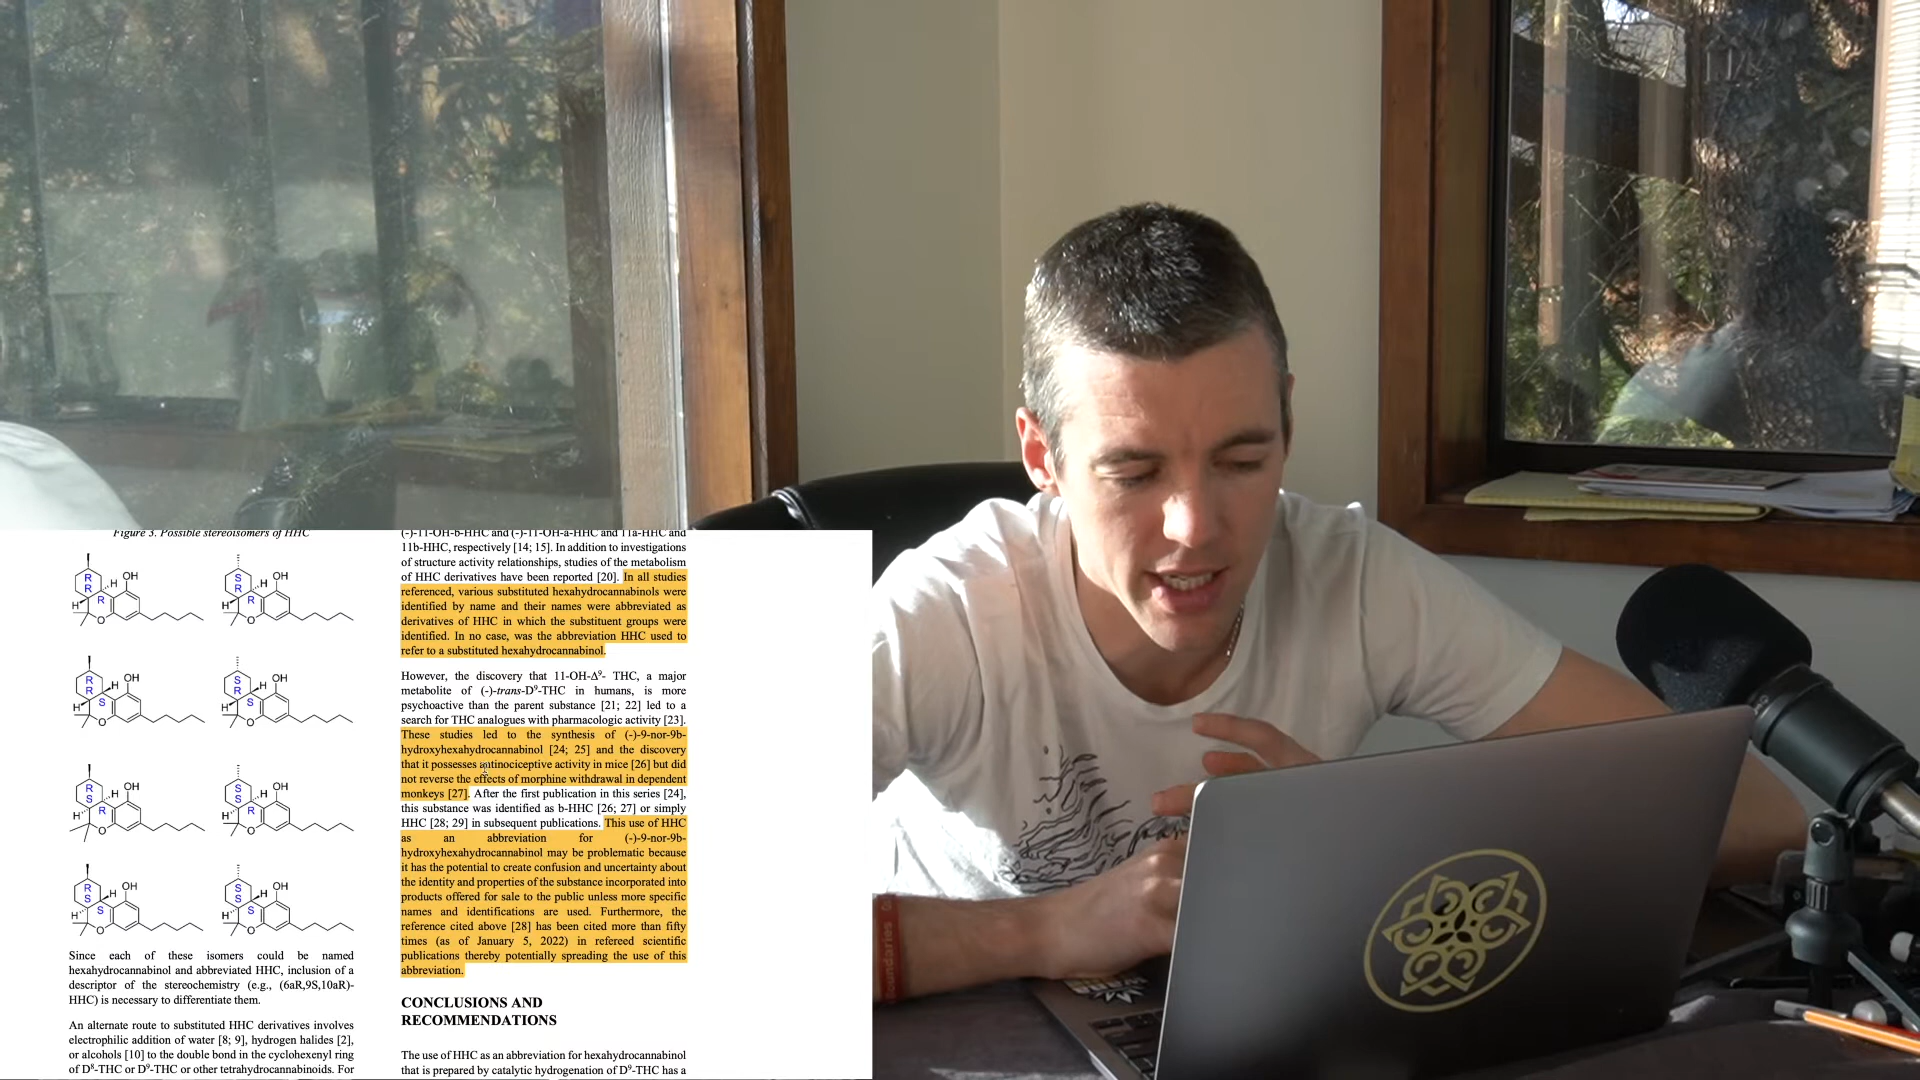 Figure 3. Possible stereoisomers of HHC
R
R
R
H
H
OH
O
S
R
R
H
H
OH
O
R
R
S
H
H
OH
O
S
R
S
H
H
OH
O
R
S
R
H
H
OH
O
S
S
R
H
H
OH
O
R
S
S
H
H
OH
O
S
S
S
H
H
OH
O
Since each of these isomers could be named
hexahydrocannabinol and abbreviated HHC, inclusion of a
descriptor of the stereochemistry (e.g., (6aR,9S,10aR)-
HHC) is necessary to differentiate them.
An alternate route to substituted HHC derivatives involves
electrophilic addition of water [8; 9], hydrogen halides [2],
or alcohols [10] to the double bond in the cyclohexenyl ring
of D8-THC or D9-THC or other tetrahydrocannabinoids. For
(-)-11-OH-b-HHC and (-)-11-OH-a-HHC and 11a-HHC and
11b-HHC, respectively [14; 15]. In addition to investigations
of structure activity relationships, studies of the metabolism
of HHC derivatives have been reported [20]. In all studies
referenced, various substituted hexahydrocannabinols were
identified by name and their names were abbreviated as
derivatives of HHC in which the substituent groups were
identified. In no case, was the abbreviation HHC used to
refer to a substituted hexahydrocannabinol.
However, the discovery that 11-OH-Δ9- THC, a major
metabolite of (-)-trans-D9-THC in humans, is more
psychoactive than the parent substance [21; 22] led to a
search for THC analogues with pharmacologic activity [23].
These studies led to the synthesis of (-)-9-nor-9b-
hydroxyhexahydrocannabinol [24; 25] and the discovery
that it possesses antinociceptive activity in mice [26] but did
not reverse the effects of morphine withdrawal in dependent
monkeys [27]. After the first publication in this series [24],
this substance was identified as b-HHC [26; 27] or simply
HHC [28; 29] in subsequent publications. This use of HHC
as an abbreviation for (-)-9-nor-9b-
hydroxyhexahydrocannabinol may be problematic because
it has the potential to create confusion and uncertainty about
the identity and properties of the substance incorporated into
products offered for sale to the public unless more specific
names and identifications are used. Furthermore, the
reference cited above [28] has been cited more than fifty
times (as of January 5, 2022) in refereed scientific
publications thereby potentially spreading the use of this
abbreviation.
CONCLUSIONS AND
RECOMMENDATIONS
The use of HHC as an abbreviation for hexahydrocannabinol
that is prepared by catalytic hydrogenation of D9-THC has a
boundaries